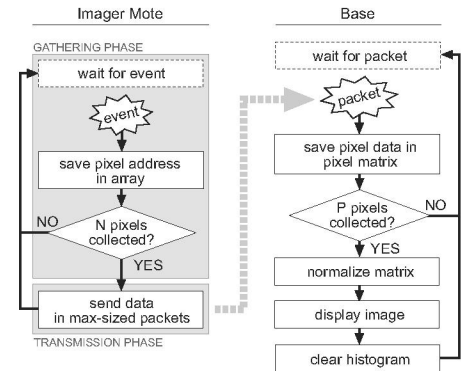 Imager Mote
GATHERING PHASE
wait for event
event
save pixel address
in array
N pixels
collected?
NO
YES
send data
in max-sized packets
TRANSMISSION PHASE
Base
wait for packet
packet
save pixel data in
pixel matrix
P pixels
collected?
NO
YES
normalize matrix
display image
clear histogram